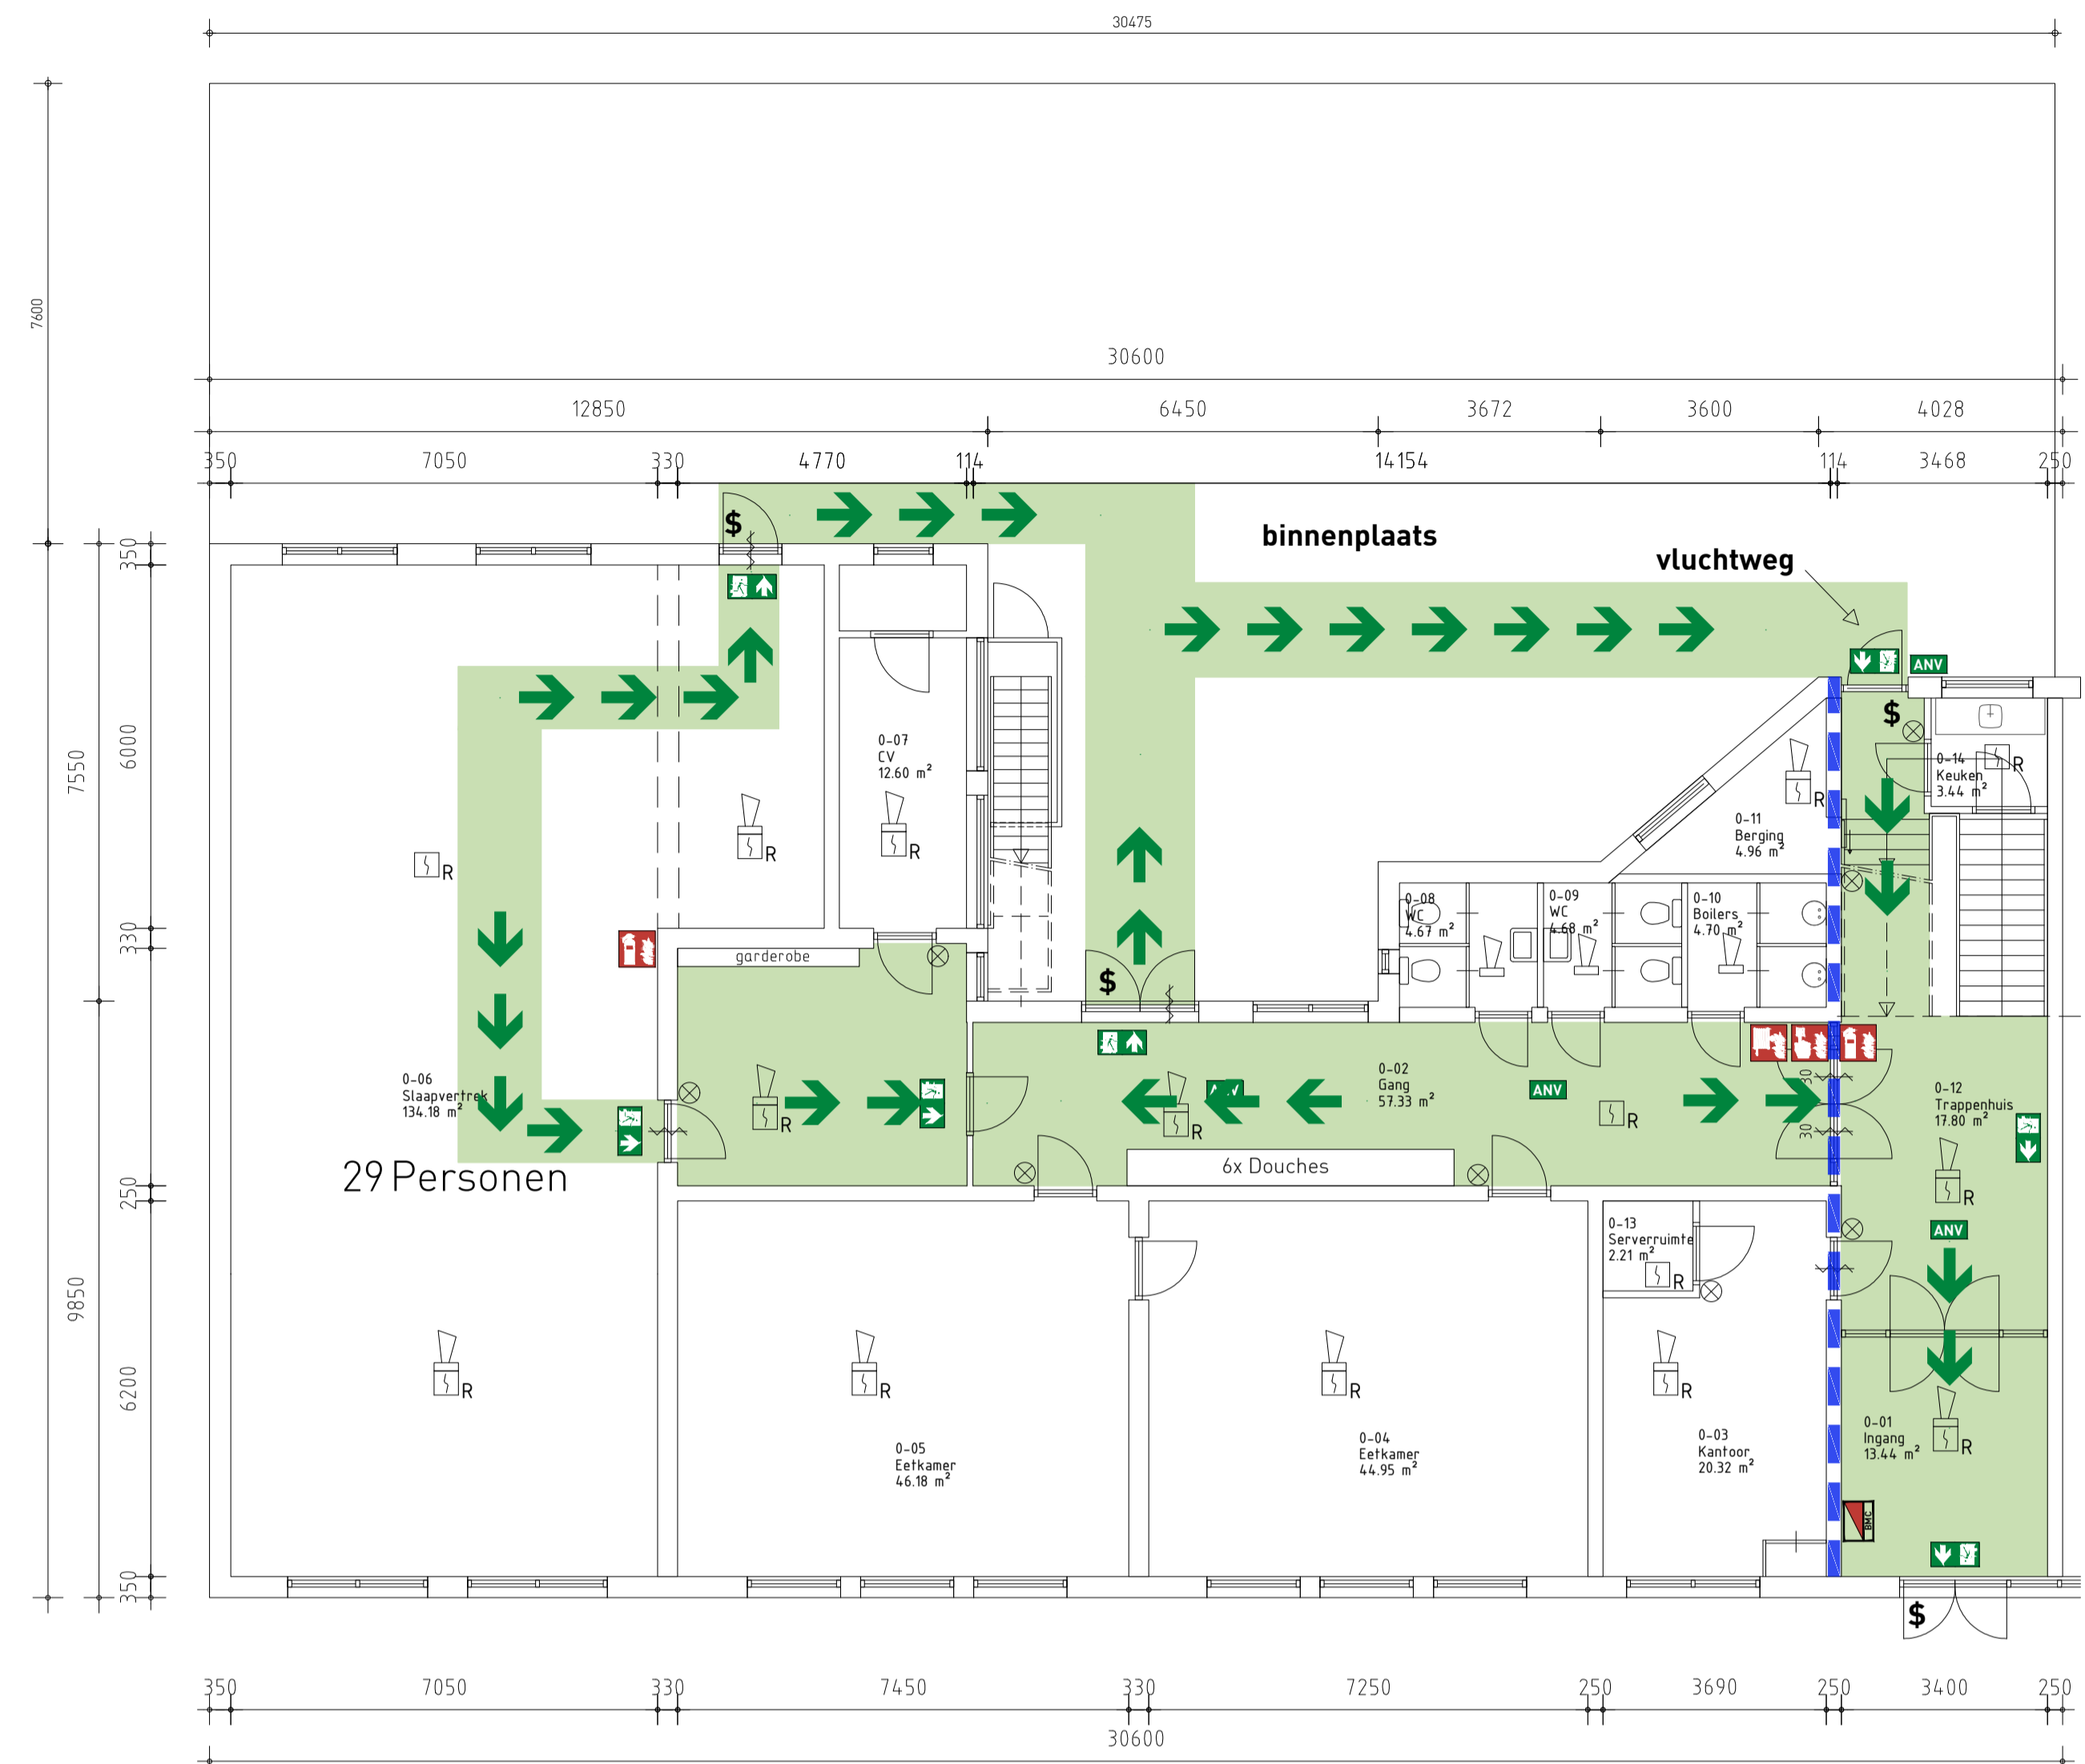 30475
7600
30600
12850
6450
3672
3600
4028
350
7050
330
4770
114
14154
114
3468
250
350
$
binnenplaats
vluchtweg
ANV
$
7550
6000
0-07
CV
12.60 m²
0-14
Keuken
3.44 m²
R
R
0-11
Berging
4.96 m²
R
R
R
0-08
WC
4.67 m²
0-09
WC
4.68 m²
0-10
Boilers
4.70 m²
330
garderobe
$
0-06
Slaapvertrek
134.18 m²
0-02
Gang
57.33 m²
ANV
ANV
30
30
0-12
Trappenhuis
17.80 m²
R
R
R
29 Personen
6x Douches
R
250
0-13
Serverruimte
2.21 m²
R
ANV
9850
6200
R
R
R
R
0-05
Eetkamer
46.18 m²
0-04
Eetkamer
44.95 m²
0-03
Kantoor
20.32 m²
0-01
Ingang
13.44 m²
R
BMC
350
$
350
7050
330
7450
330
7250
250
3690
250
3400
250
30600